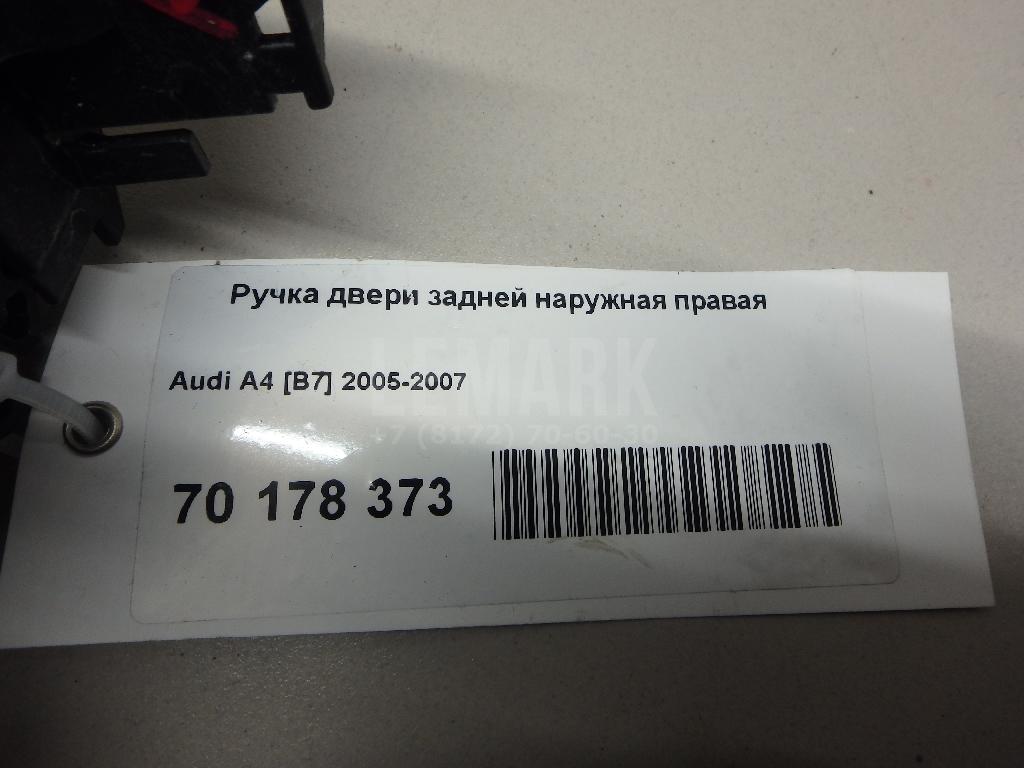 Ручка двери задней наружная правая
LEMARK
Audi A4 [B7] 2005-2007
+7 (8172) 70-60-30
70 178 373